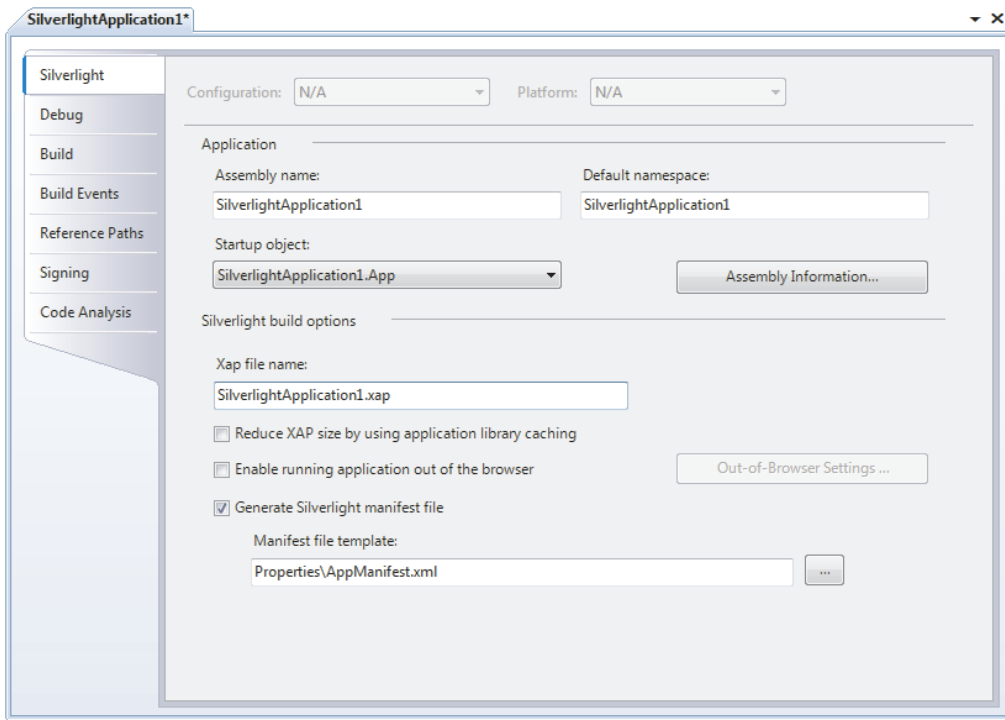 SilverlightApplication1*
Silverlight
Debug
Build
Build Events
Reference Paths
Signing
Code Analysis
Configuration: N/A Platform: N/A
Application
Assembly name: Default namespace:
SilverlightApplication1 SilverlightApplication1
Startup object:
SilverlightApplication1.App Assembly Information...
Silverlight build options
Xap file name:
SilverlightApplication1.xap
Reduce XAP size by using application library caching
Enable running application out of the browser Out-of-Browser Settings ...
Generate Silverlight manifest file
Manifest file template:
Properties\AppManifest.xml ...